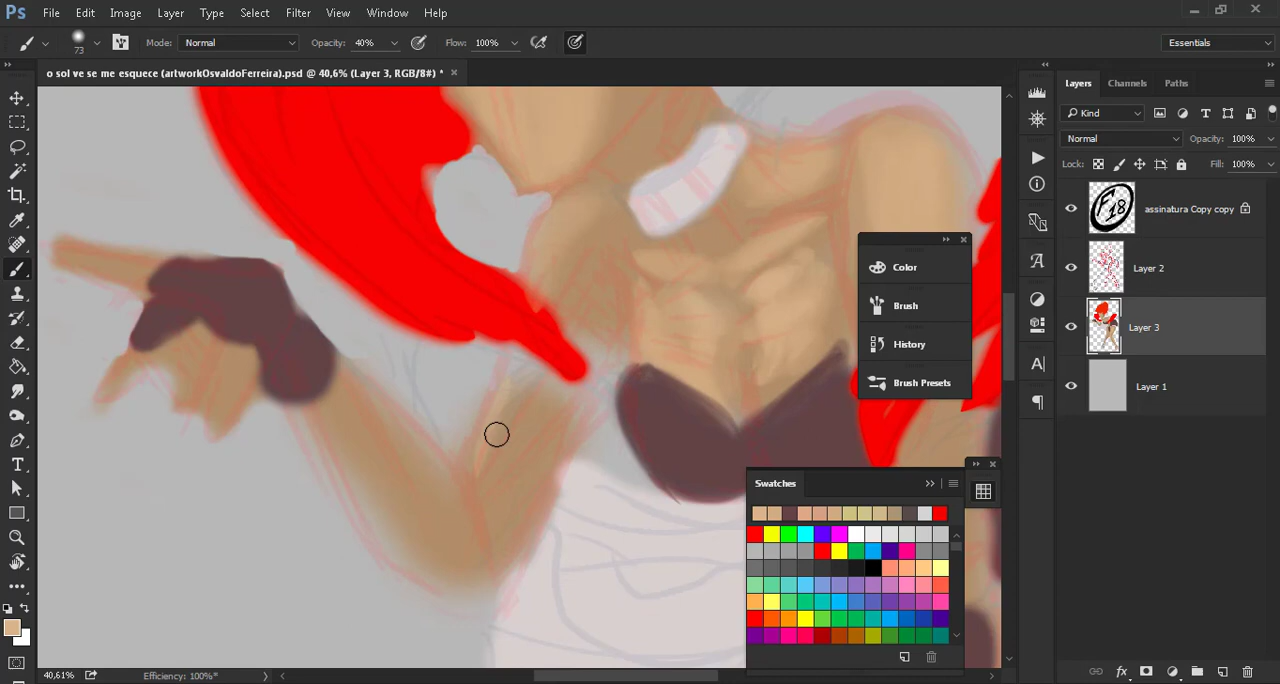 Ps File Edit Image Layer Type Select Filter View Window Help
73 Mode: Normal Opacity: 40% Flow: 100% Essentials
o sol ve se me esquece (artworkOsvaldoFerreira).psd @ 40,6% (Layer 3, RGB/8#) *
Layers Channels Paths
Kind
Normal Opacity: 100%
Lock: Fill: 100%
F 18 assinatura Copy copy
Layer 2
Layer 3
Layer 1
Color
Brush
History
Brush Presets
Swatches
40,61% Efficiency: 100%*